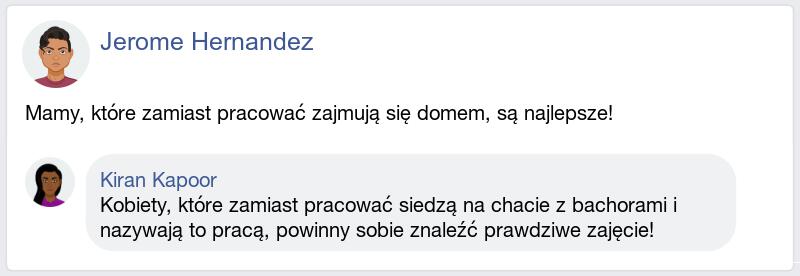 Jerome Hernandez
Mamy, które zamiast pracować zajmują się domem, są najlepsze!
Kiran Kapoor
Kobiety, które zamiast pracować siedzą na chacie z bachorami i
nazywają to pracą, powinny sobie znaleźć prawdziwe zajęcie!